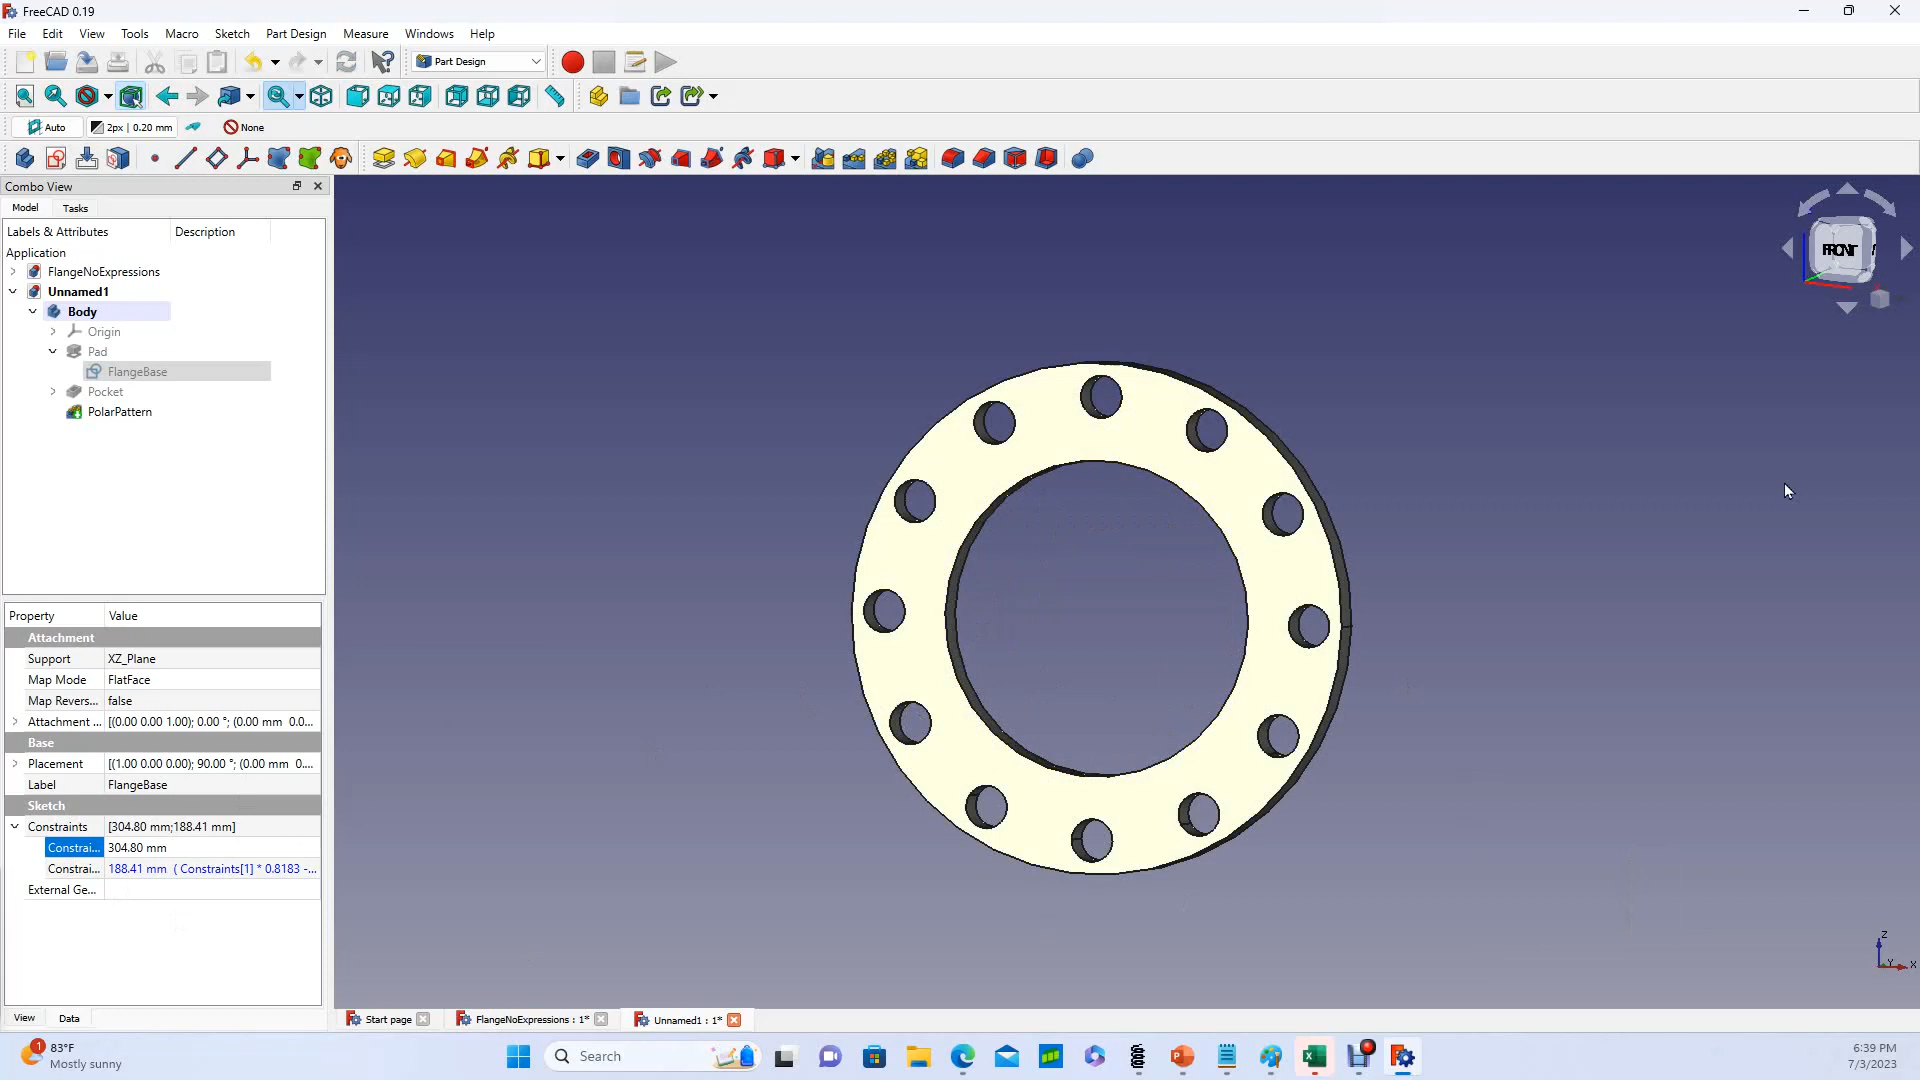 FreeCAD 0.19
File Edit View Tools Macro Sketch Part Design Measure Windows Help
Part Design
Auto 2px | 0.20 mm None
Combo View
Model Tasks
Labels & Attributes Description
Application
FlangeNoExpressions
Unnamed1
Body
Origin
Pad
FlangeBase
Pocket
PolarPattern
FRONT
Property Value
Attachment
Support XZ_Plane
Map Mode FlatFace
Map Revers... false
Attachment ... [(0.00 0.00 1.00); 0.00 °; (0.00 mm 0.0...
Base
Placement [(1.00 0.00 0.00); 90.00 °; (0.00 mm 0....
Label FlangeBase
Sketch
Constraints [304.80 mm;188.41 mm]
Constrai... 304.80 mm
Constrai... 188.41 mm ( Constraints[1] * 0.8183 -...
External Ge...
Z
Y
X
View Data
Start page FlangeNoExpressions : 1* Unnamed1 : 1*
1
83°F
Mostly sunny
Search
6:39 PM
7/3/2023